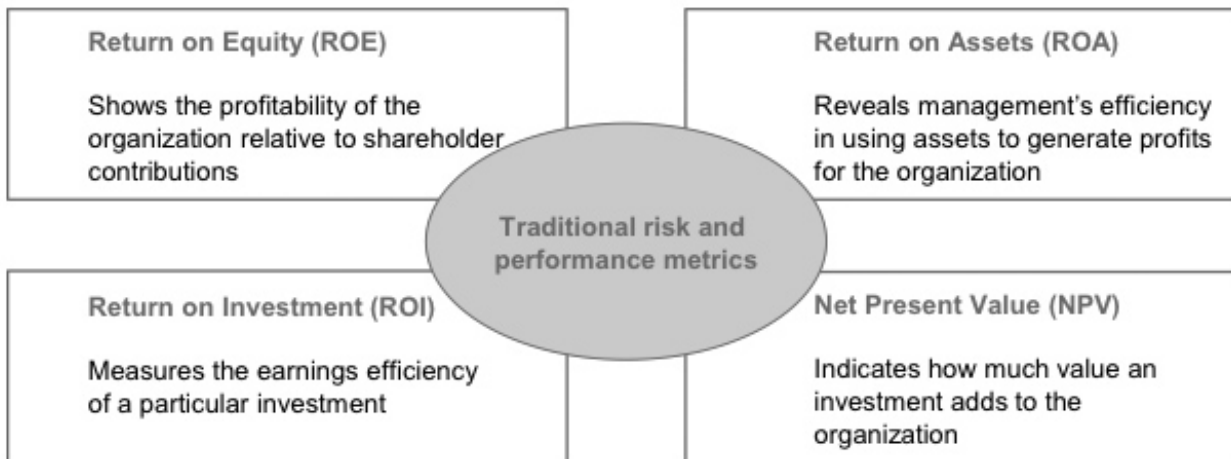 Return on Equity (ROE)
Shows the profitability of the
organization relative to shareholder
contributions
Return on Assets (ROA)
Reveals management's efficiency
in using assets to generate profits
for the organization
Traditional risk and
performance metrics
Return on Investment (ROI)
Measures the earnings efficiency
of a particular investment
Net Present Value (NPV)
Indicates how much value an
investment adds to the
organization